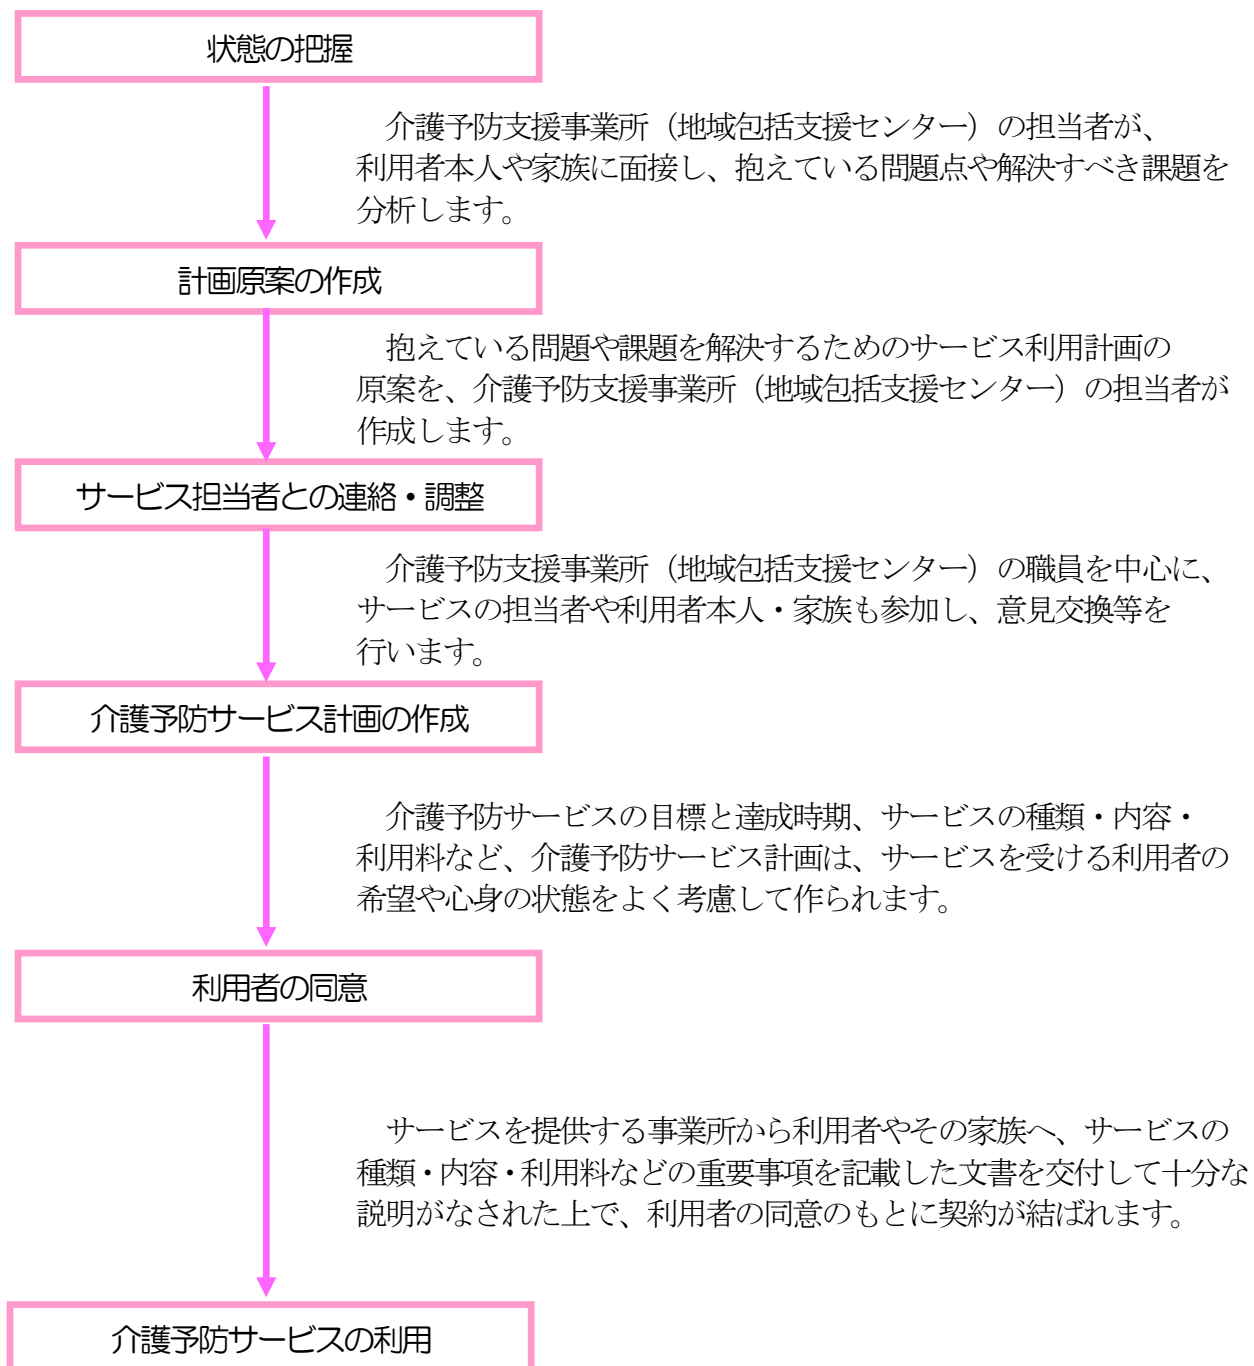 状態の把握
介護予防支援事業所（地域包括支援センター）の担当者が、
利用者本人や家族に面接し、抱えている問題点や解決すべき課題を
分析します。
計画原案の作成
抱えている問題や課題を解決するためのサービス利用計画の
原案を、介護予防支援事業所（地域包括支援センター）の担当者が
作成します。
サービス担当者との連絡・調整
介護予防支援事業所（地域包括支援センター）の職員を中心に、
サービスの担当者や利用者本人・家族も参加し、意見交換等を
行います。
介護予防サービス計画の作成
介護予防サービスの目標と達成時期、サービスの種類・内容・
利用料など、介護予防サービス計画は、サービスを受ける利用者の
希望や心身の状態をよく考慮して作られます。
利用者の同意
サービスを提供する事業所から利用者やその家族へ、サービスの
種類・内容・利用料などの重要事項を記載した文書を交付して十分な
説明がなされた上で、利用者の同意のもとに契約が結ばれます。
介護予防サービスの利用